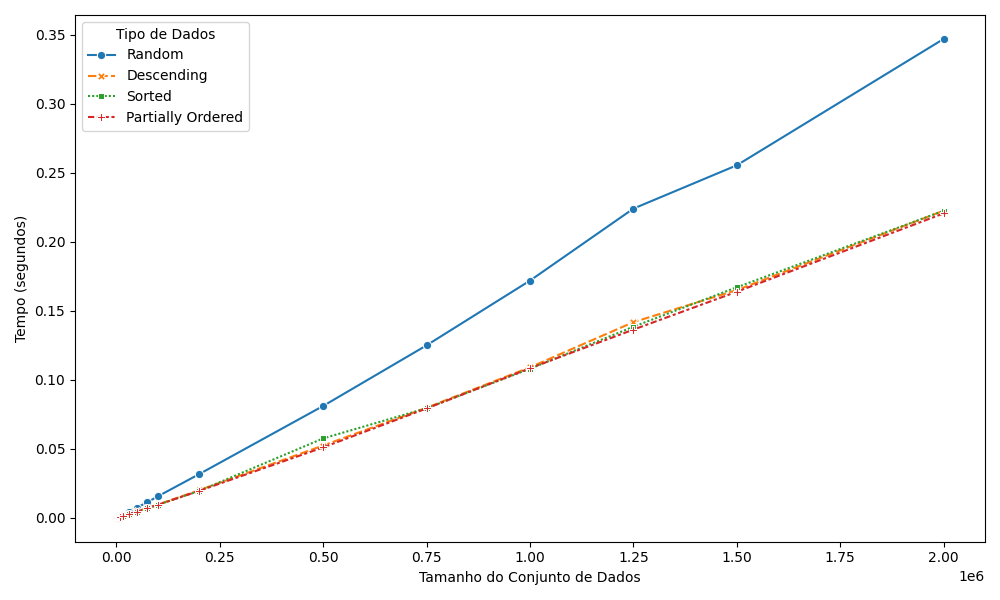 Tipo de Dados
Random
Descending
Sorted
Partially Ordered
Tempo (segundos)
0.35
0.30
0.25
0.20
0.15
0.10
0.05
0.00
0.00 0.25 0.50 0.75 1.00 1.25 1.50 1.75 2.00
1e6
Tamanho do Conjunto de Dados